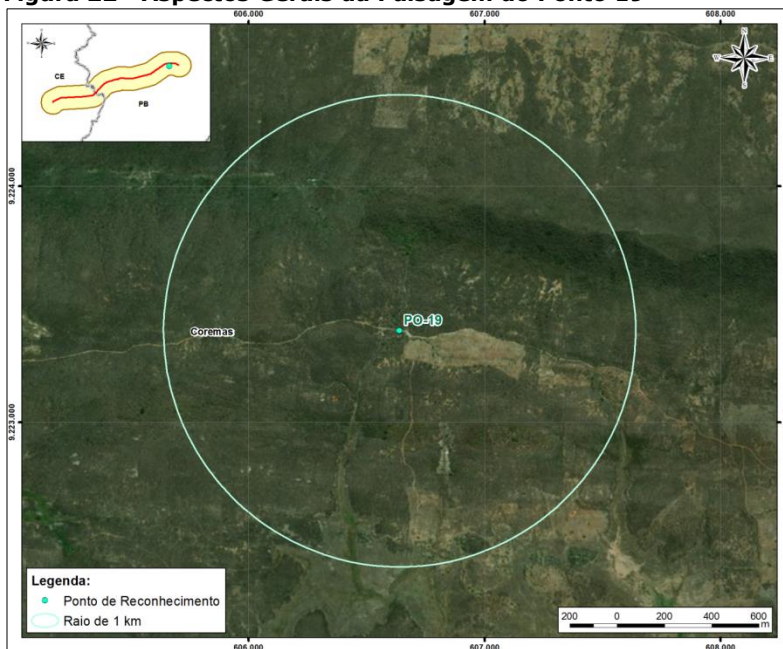 Figura 22 - Aspectos Gerais da Paisagem do Ponto 19
606.000 607.000 608.000
CE
PB
N
W E
S
9.224.000
PO-19
Coremas
9.223.000
Legenda:
Ponto de Reconhecimento
Raio de 1 km
200 0 200 400 600
m
606.000 607.000 608.000